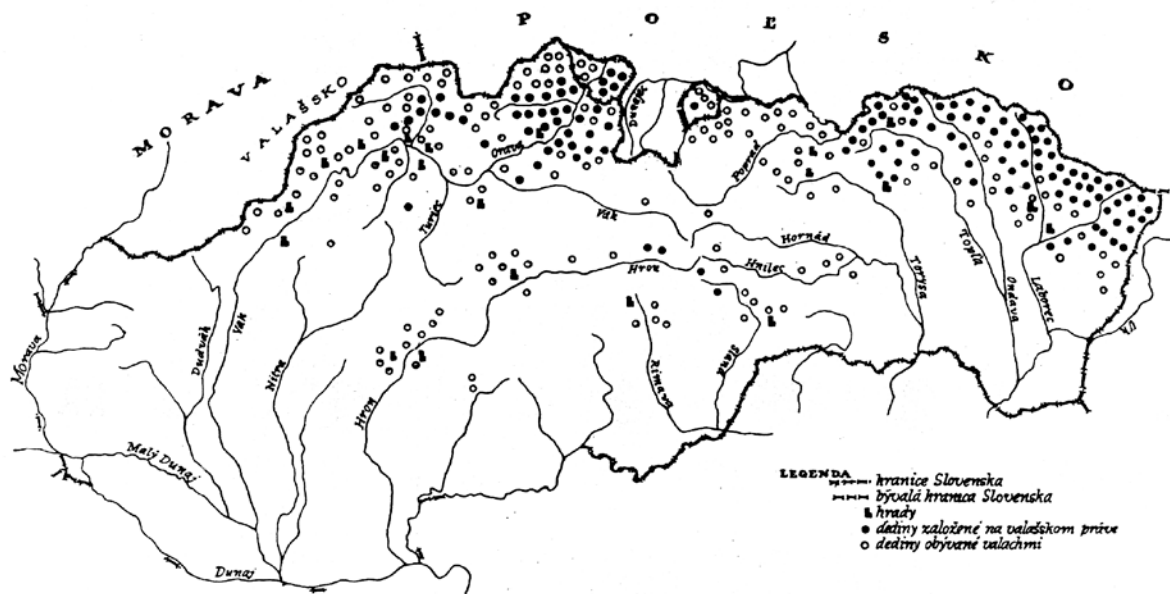 POĽSKO
MORAVA
VALAŠSKO
Dunajec
Orava
Poprad
Váh
Turiec
Hornád
Hnilec
Hron
Torysa
Topľa
Ondava
Laborec
Uh
Morava
Dudváh
Váh
Nitra
Hron
Rimava
Slaná
Malý Dunaj
Dunaj
LEGENDA
hranice Slovenska
bývalá hranica Slovenska
hrady
dediny založené na valašskom práve
dediny obývané valachmi